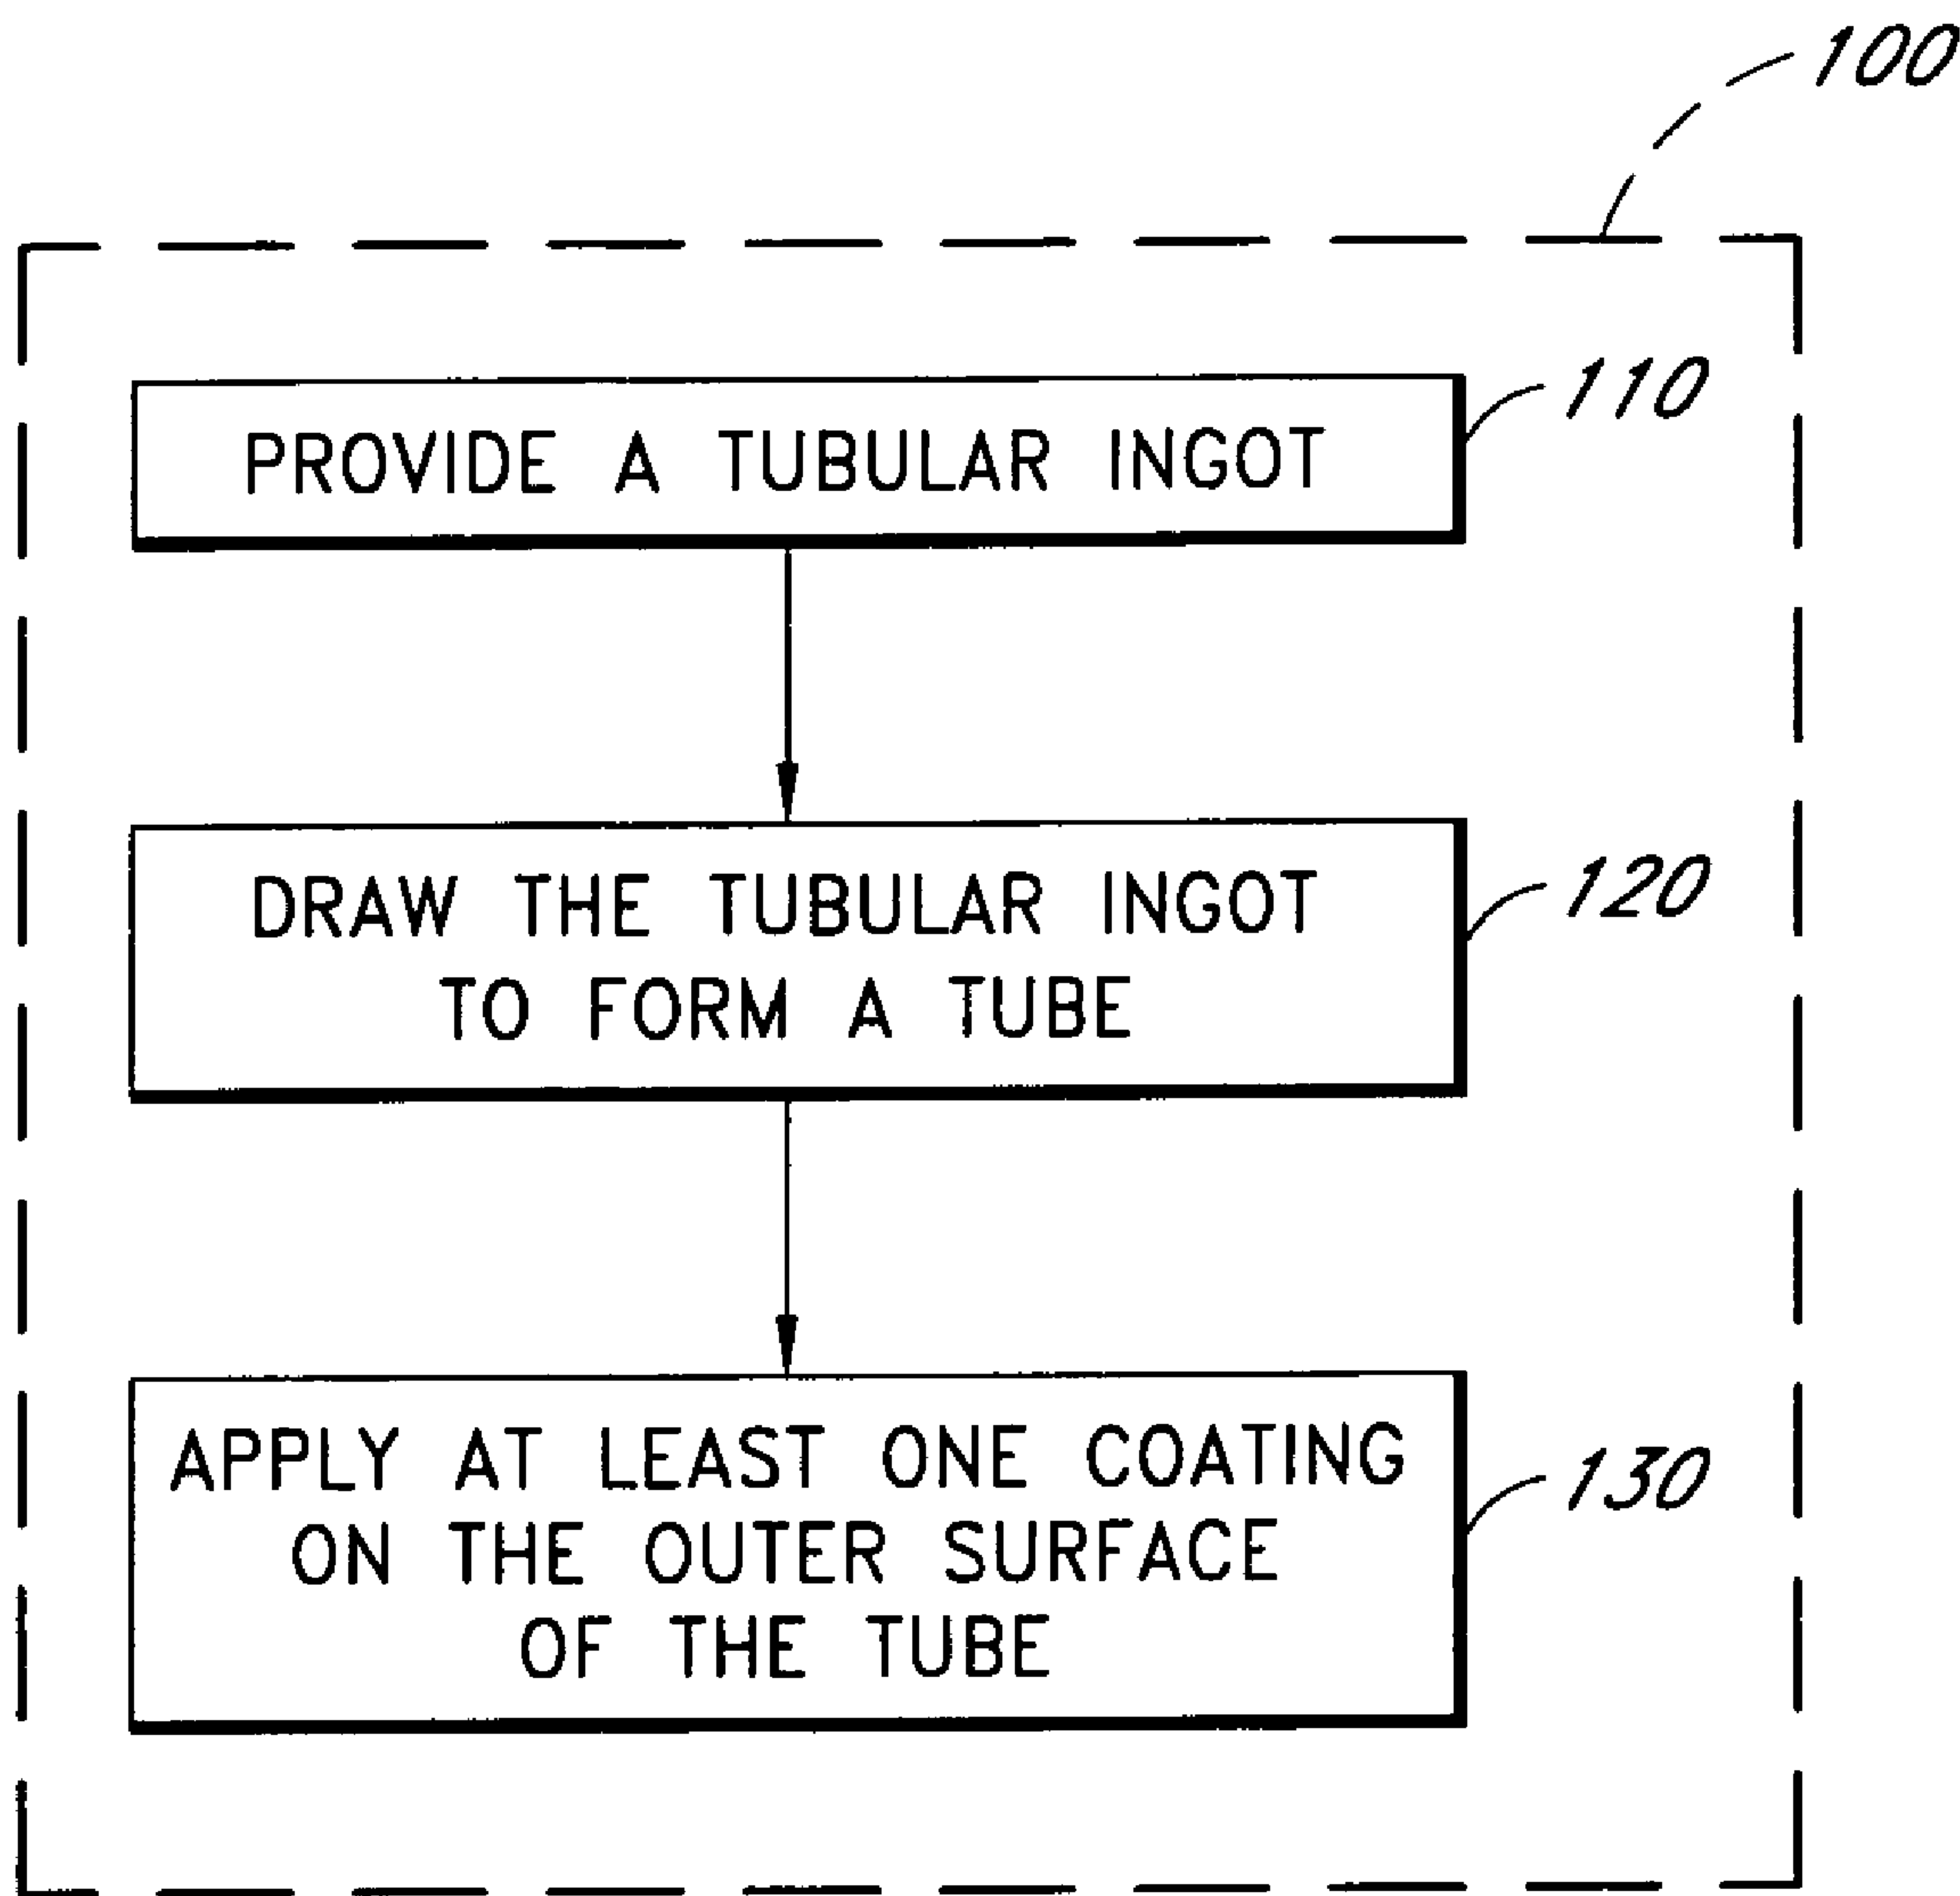 100
PROVIDE A TUBULAR INGOT
110
DRAW THE TUBULAR INGOT
TO FORM A TUBE
120
APPLY AT LEAST ONE COATING
ON THE OUTER SURFACE
OF THE TUBE
130